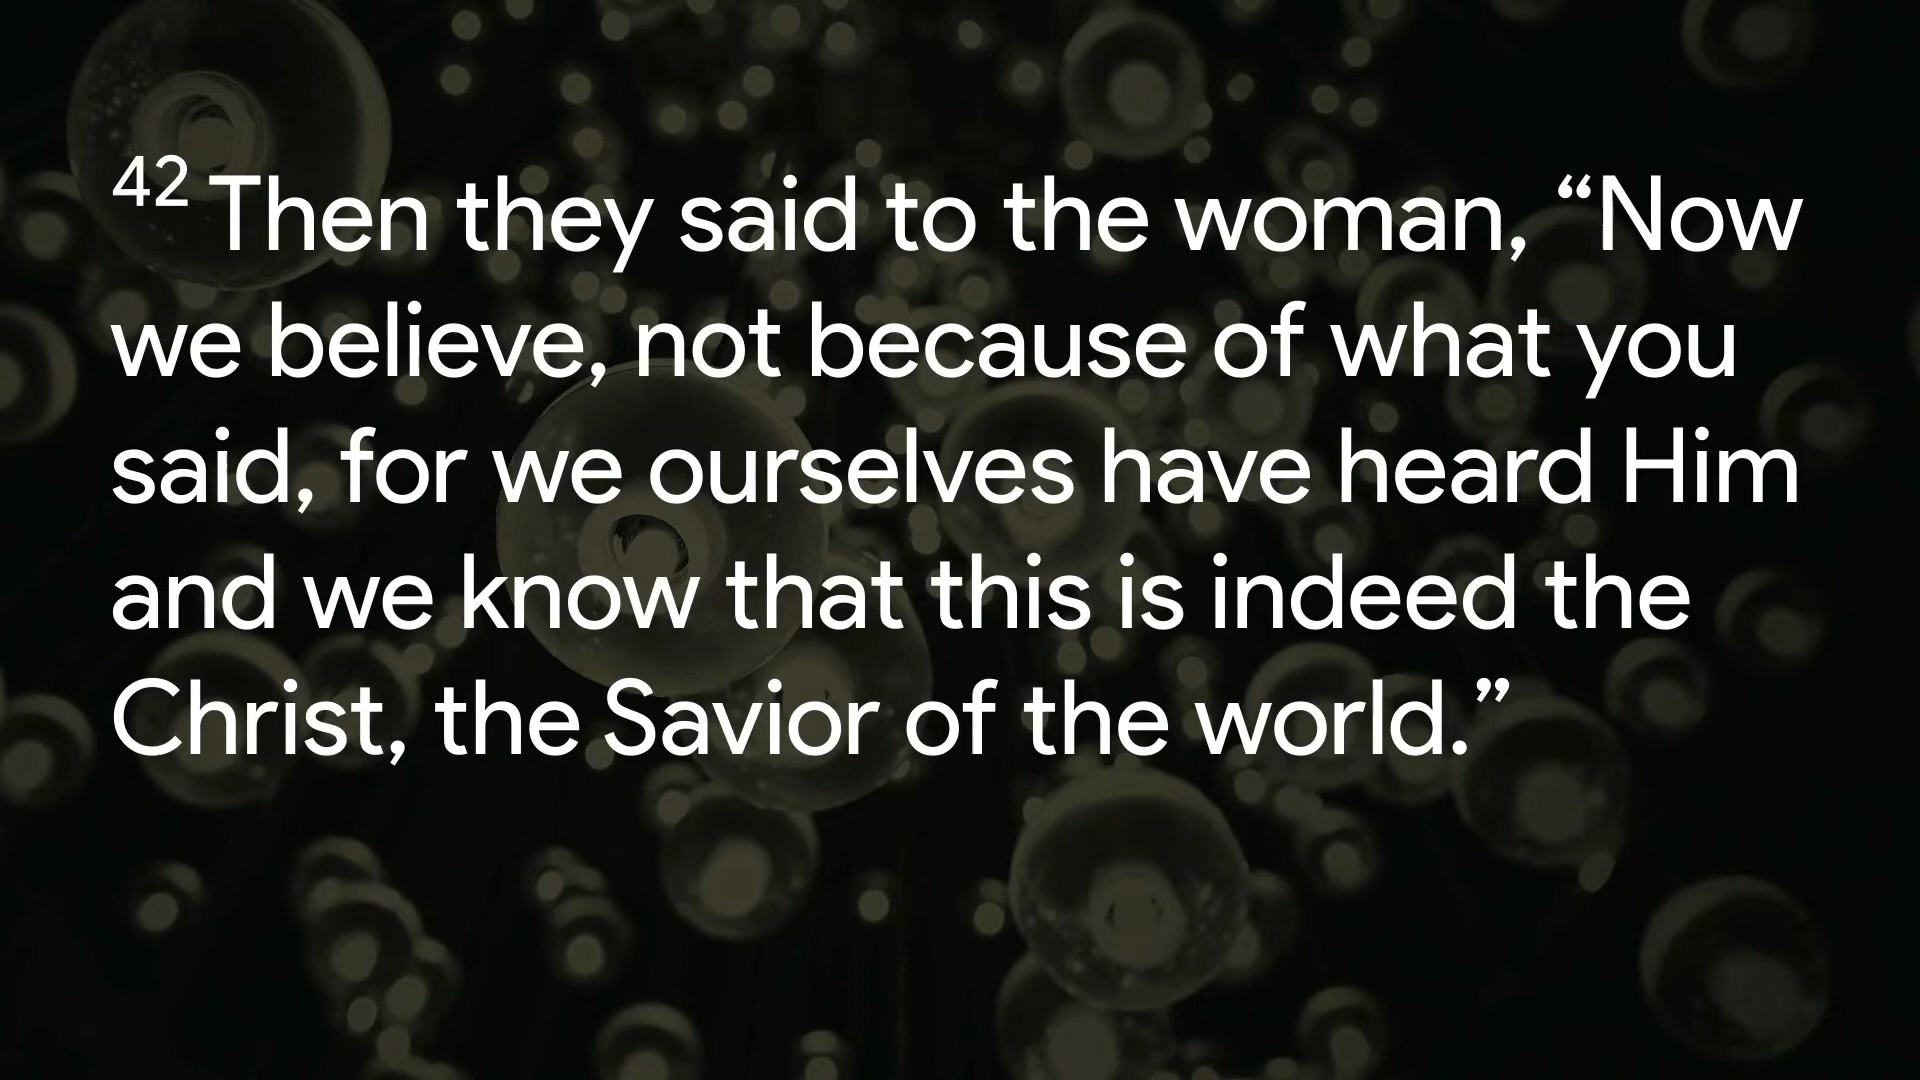 42 Then they said to the woman, “Now
we believe, not because of what you
said, for we ourselves have heard Him
and we know that this is indeed the
Christ, the Savior of the world.”